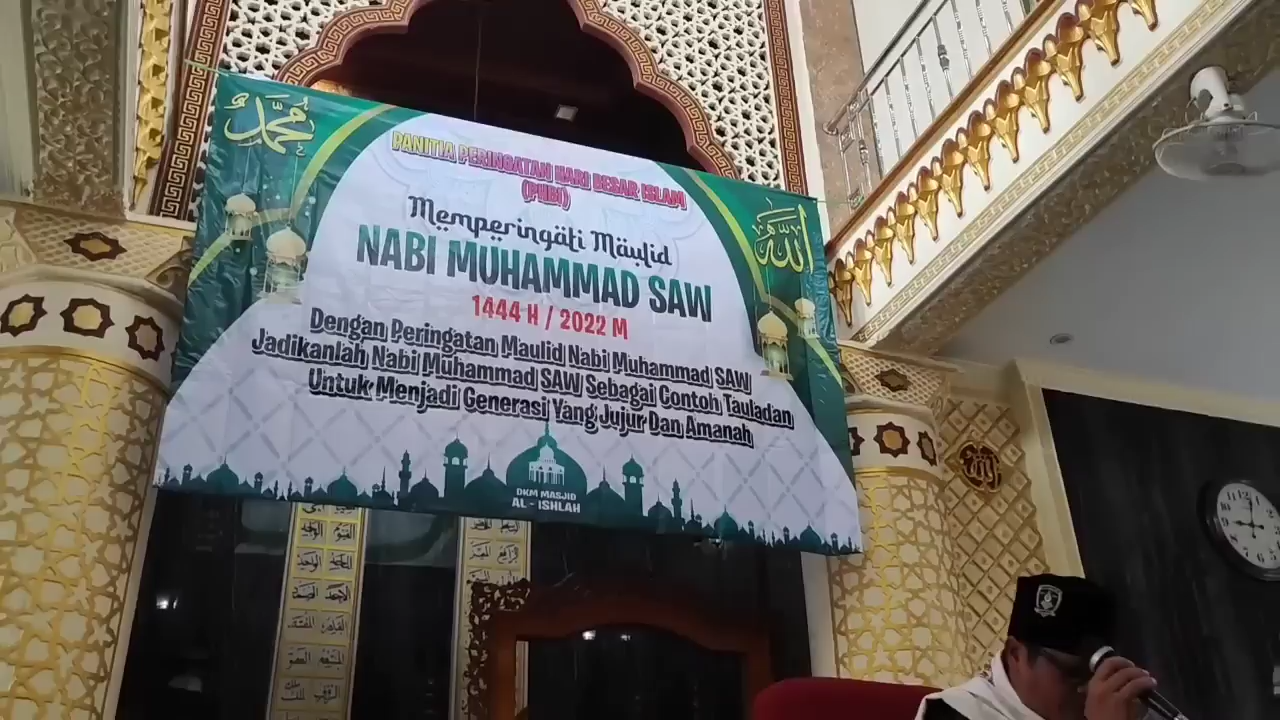 محمد
الله
PANITIA PERINGATAN HARI BESAR ISLAM
(PHBI)
Memperingati Maulid
NABI MUHAMMAD SAW
1444 H / 2022 M
Dengan Peringatan Maulid Nabi Muhammad SAW
Jadikanlah Nabi Muhammad SAW Sebagai Contoh Tauladan
Untuk Menjadi Generasi Yang Jujur Dan Amanah
DKM MASJID
AL - ISHLAH